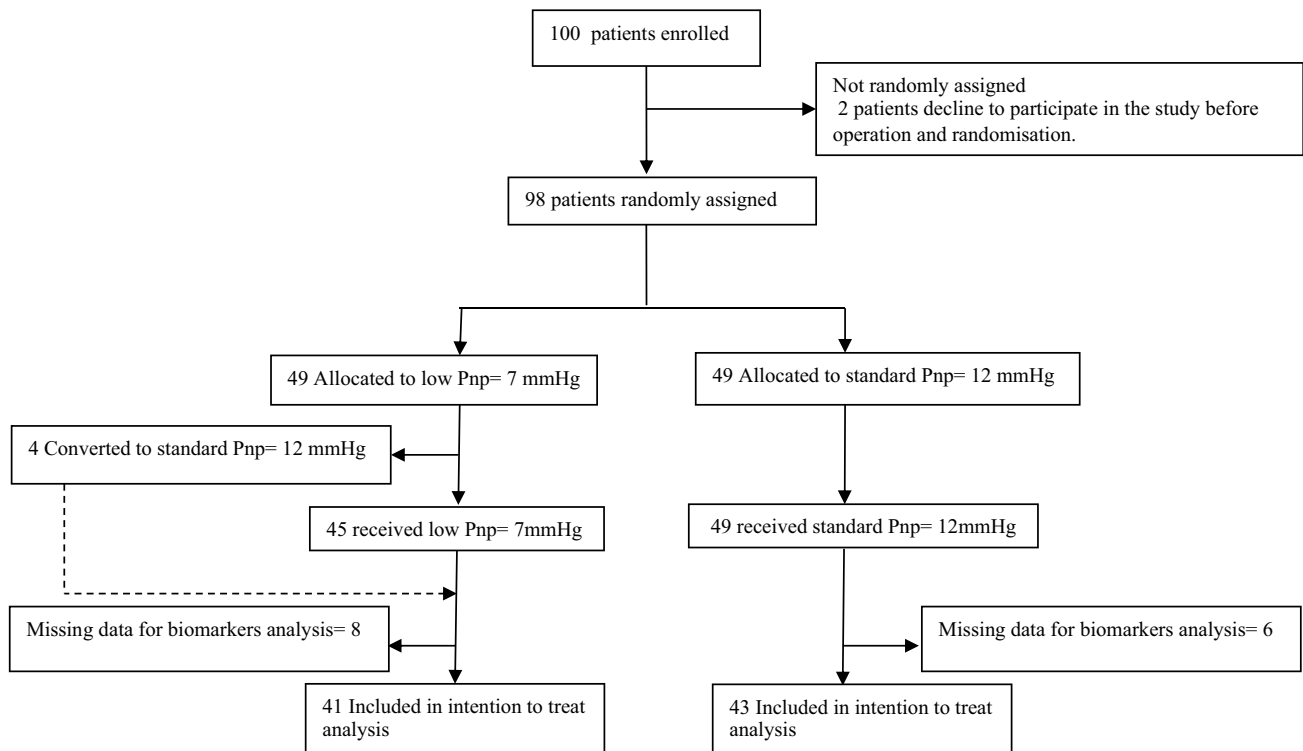 100 patients enrolled
Not randomly assigned
2 patients decline to participate in the study before
operation and randomisation.
98 patients randomly assigned
49 Allocated to low Pnp= 7 mmHg
49 Allocated to standard Pnp= 12 mmHg
4 Converted to standard Pnp= 12 mmHg
45 received low Pnp= 7mmHg
49 received standard Pnp= 12mmHg
Missing data for biomarkers analysis= 8
Missing data for biomarkers analysis= 6
41 Included in intention to treat
analysis
43 Included in intention to treat
analysis